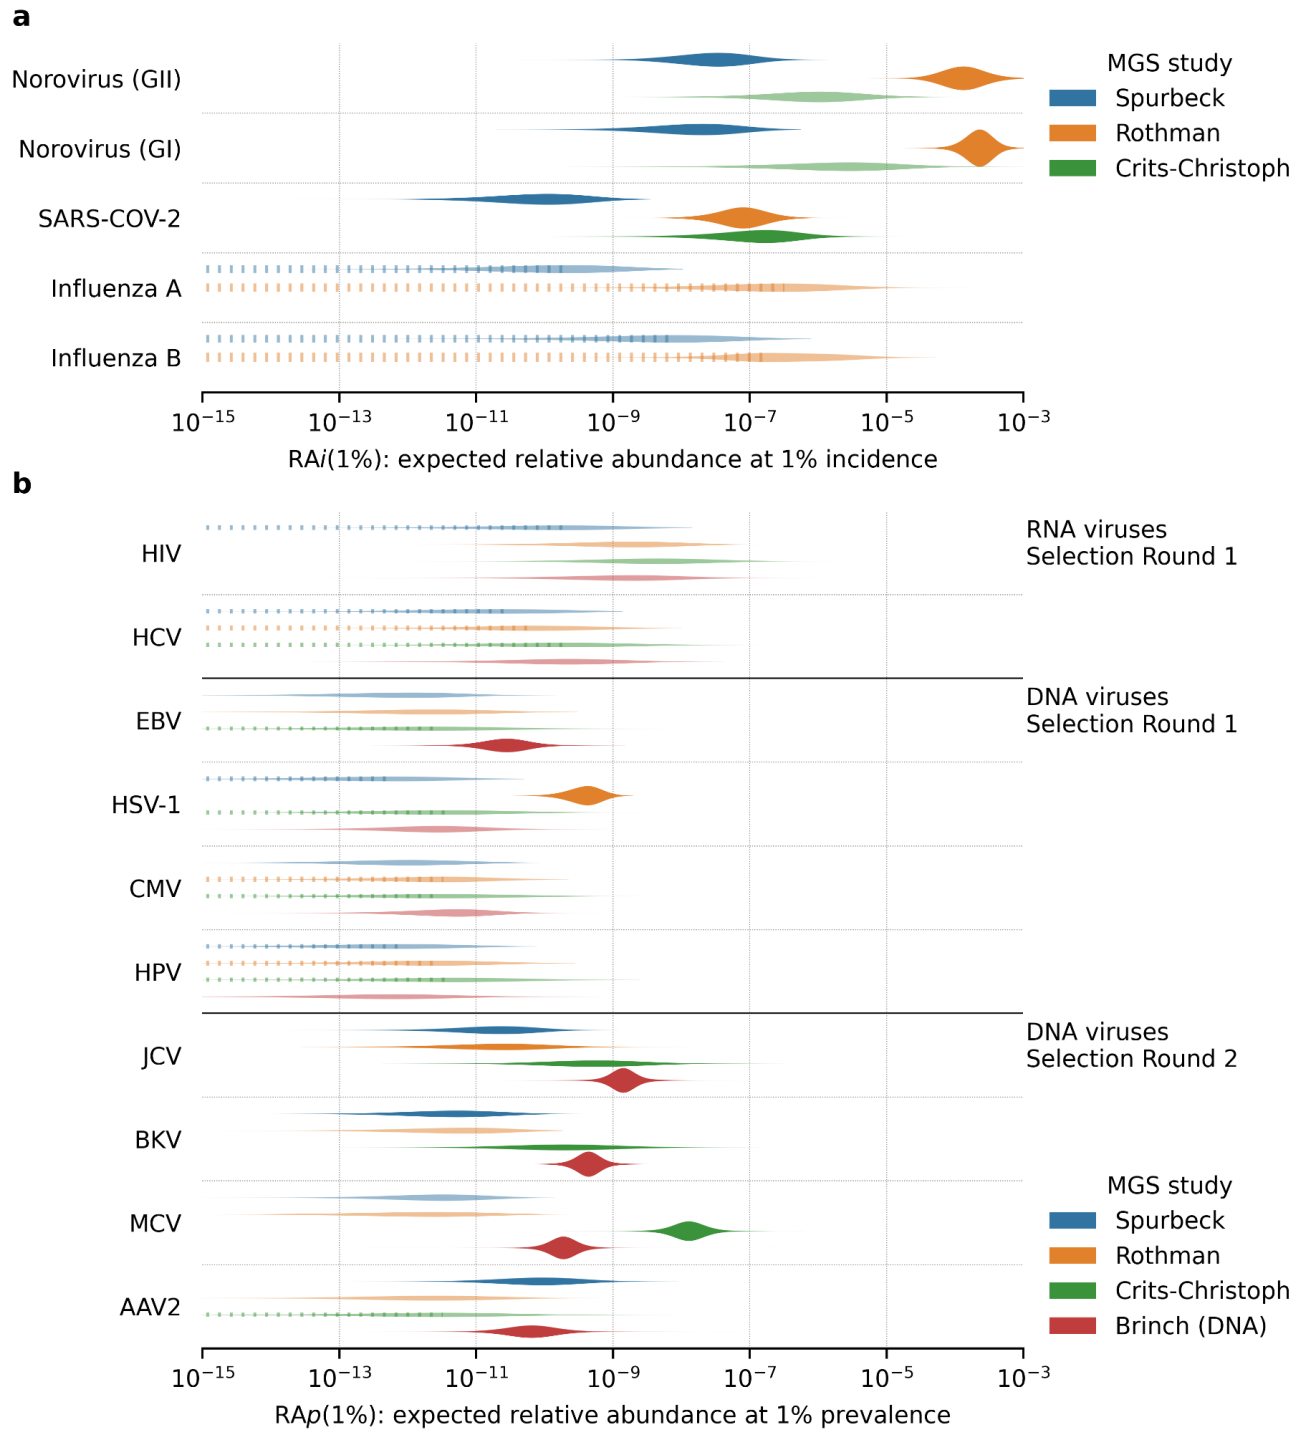 a
Norovirus (GII)
Norovirus (GI)
SARS-COV-2
Influenza A
Influenza B
MGS study
Spurbeck
Rothman
Crits-Christoph
10⁻¹⁵ 10⁻¹³ 10⁻¹¹ 10⁻⁹ 10⁻⁷ 10⁻⁵ 10⁻³
RAi(1%): expected relative abundance at 1% incidence
b
HIV
HCV
EBV
HSV-1
CMV
HPV
JCV
BKV
MCV
AAV2
RNA viruses
Selection Round 1
DNA viruses
Selection Round 1
DNA viruses
Selection Round 2
MGS study
Spurbeck
Rothman
Crits-Christoph
Brinch (DNA)
10⁻¹⁵ 10⁻¹³ 10⁻¹¹ 10⁻⁹ 10⁻⁷ 10⁻⁵ 10⁻³
RAp(1%): expected relative abundance at 1% prevalence